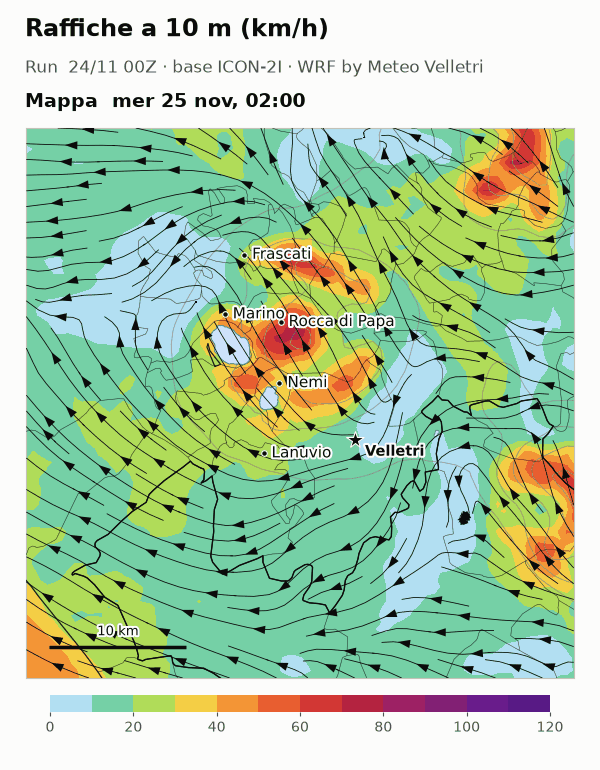 Raffiche a 10 m (km/h)
Run 24/11 00Z · base ICON-2I · WRF by Meteo Velletri
Mappa mer 25 nov, 02:00
Frascati
Marino
Rocca di Papa
Nemi
Velletri
Lanuvio
10 km
0 20 40 60 80 100 120